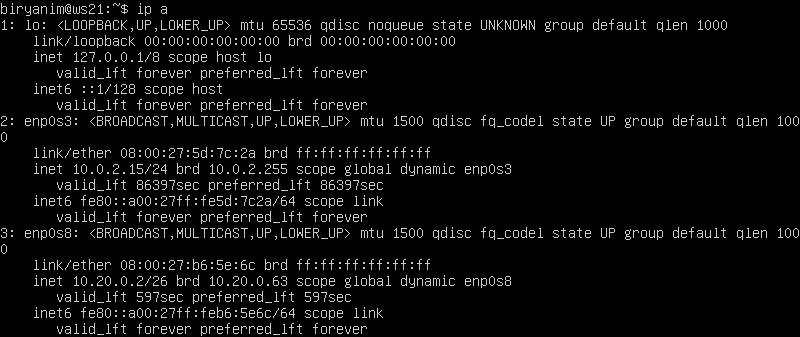 biryanim@ws21:~$ ip a
1: lo: <LOOPBACK,UP,LOWER_UP> mtu 65536 qdisc noqueue state UNKNOWN group default qlen 1000
link/loopback 00:00:00:00:00:00 brd 00:00:00:00:00:00
inet 127.0.0.1/8 scope host lo
valid_lft forever preferred_lft forever
inet6 ::1/128 scope host
valid_lft forever preferred_lft forever
2: enp0s3: <BROADCAST,MULTICAST,UP,LOWER_UP> mtu 1500 qdisc fq_codel state UP group default qlen 100
0
link/ether 08:00:27:5d:7c:2a brd ff:ff:ff:ff:ff:ff
inet 10.0.2.15/24 brd 10.0.2.255 scope global dynamic enp0s3
valid_lft 86397sec preferred_lft 86397sec
inet6 fe80::a00:27ff:fe5d:7c2a/64 scope link
valid_lft forever preferred_lft forever
3: enp0s8: <BROADCAST,MULTICAST,UP,LOWER_UP> mtu 1500 qdisc fq_codel state UP group default qlen 100
0
link/ether 08:00:27:b6:5e:6c brd ff:ff:ff:ff:ff:ff
inet 10.20.0.2/26 brd 10.20.0.63 scope global dynamic enp0s8
valid_lft 597sec preferred_lft 597sec
inet6 fe80::a00:27ff:feb6:5e6c/64 scope link
valid_lft forever preferred_lft forever